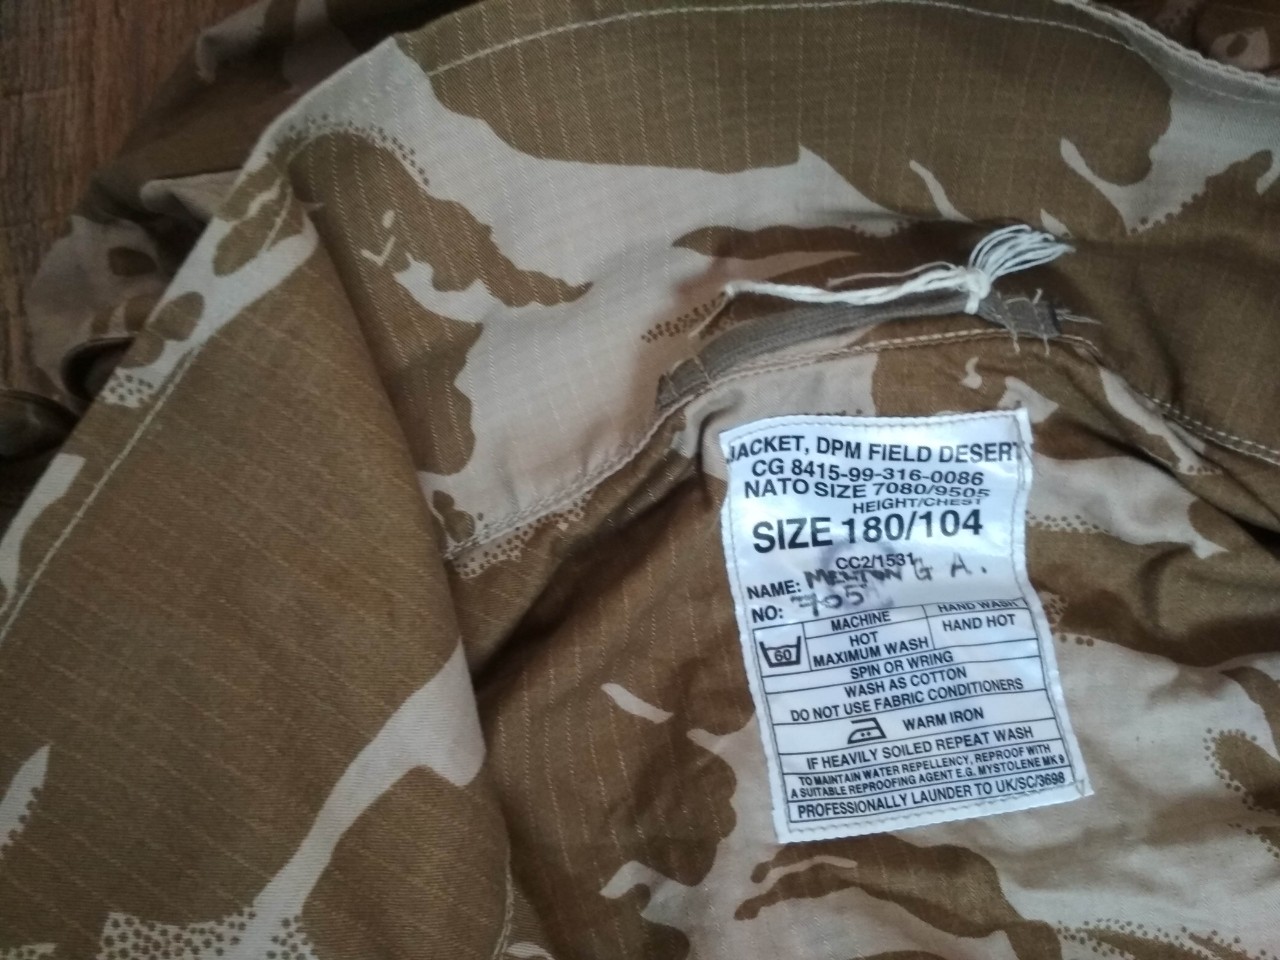 JACKET, DPM FIELD DESERT
CG 8415-99-316-0086
NATO SIZE 7080/9505
HEIGHT/CHEST
SIZE 180/104
CC2/1531
NAME: G A.
NO: 705
MACHINE HAND WASH
HOT HAND HOT
60 MAXIMUM WASH
SPIN OR WRING
WASH AS COTTON
DO NOT USE FABRIC CONDITIONERS
WARM IRON
IF HEAVILY SOILED REPEAT WASH
TO MAINTAIN WATER REPELLENCY, REPROOF WITH
A SUITABLE REPROOFING AGENT E.G. MYSTOLENE MK 9
PROFESSIONALLY LAUNDER TO UK/SC/3698